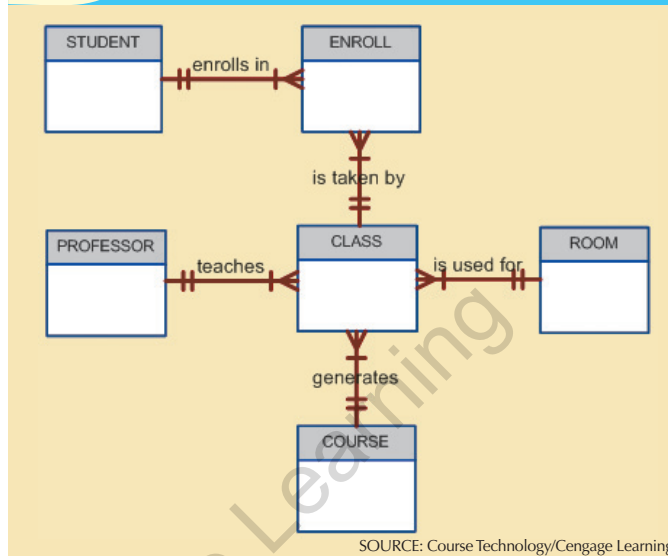 STUDENT
enrolls in
ENROLL
is taken by
PROFESSOR
teaches
CLASS
is used for
ROOM
generates
COURSE
Learning
SOURCE: Course Technology/Cengage Learning